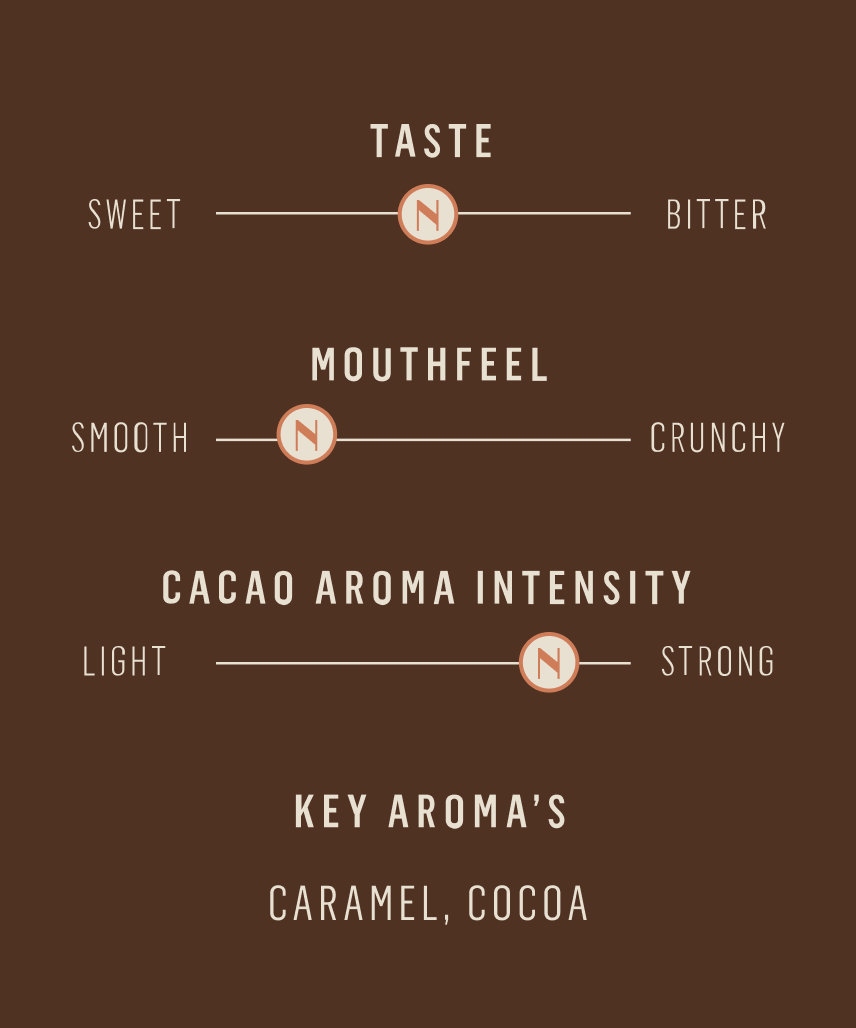 TASTE
SWEET N BITTER
MOUTHFEEL
SMOOTH N CRUNCHY
CACAO AROMA INTENSITY
LIGHT N STRONG
KEY AROMA’S
CARAMEL, COCOA